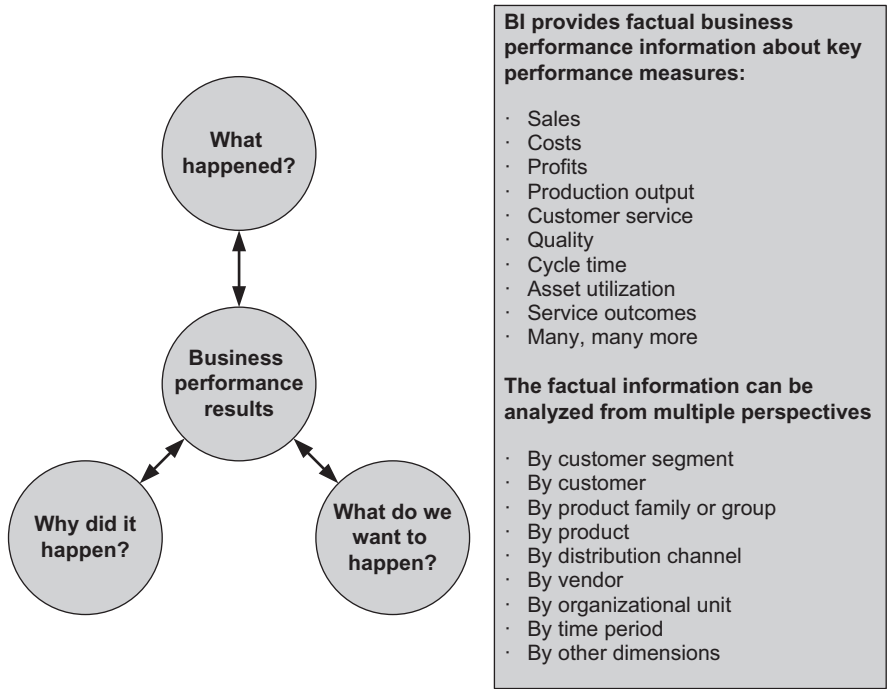 What
happened?
Business
performance
results
Why did it
happen?
What do we
want to
happen?
BI provides factual business
performance information about key
performance measures:
· Sales
· Costs
· Profits
· Production output
· Customer service
· Quality
· Cycle time
· Asset utilization
· Service outcomes
· Many, many more
The factual information can be
analyzed from multiple perspectives
· By customer segment
· By customer
· By product family or group
· By product
· By distribution channel
· By vendor
· By organizational unit
· By time period
· By other dimensions